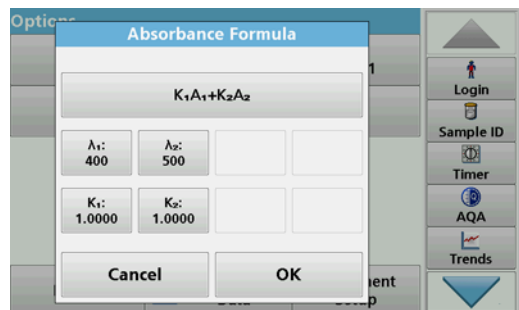 Options
Absorbance Formula
1
K₁A₁+K₂A₂
λ₁:
400
λ₂:
500
K₁:
1.0000
K₂:
1.0000
Cancel
OK
Login
Sample ID
Timer
AQA
Trends